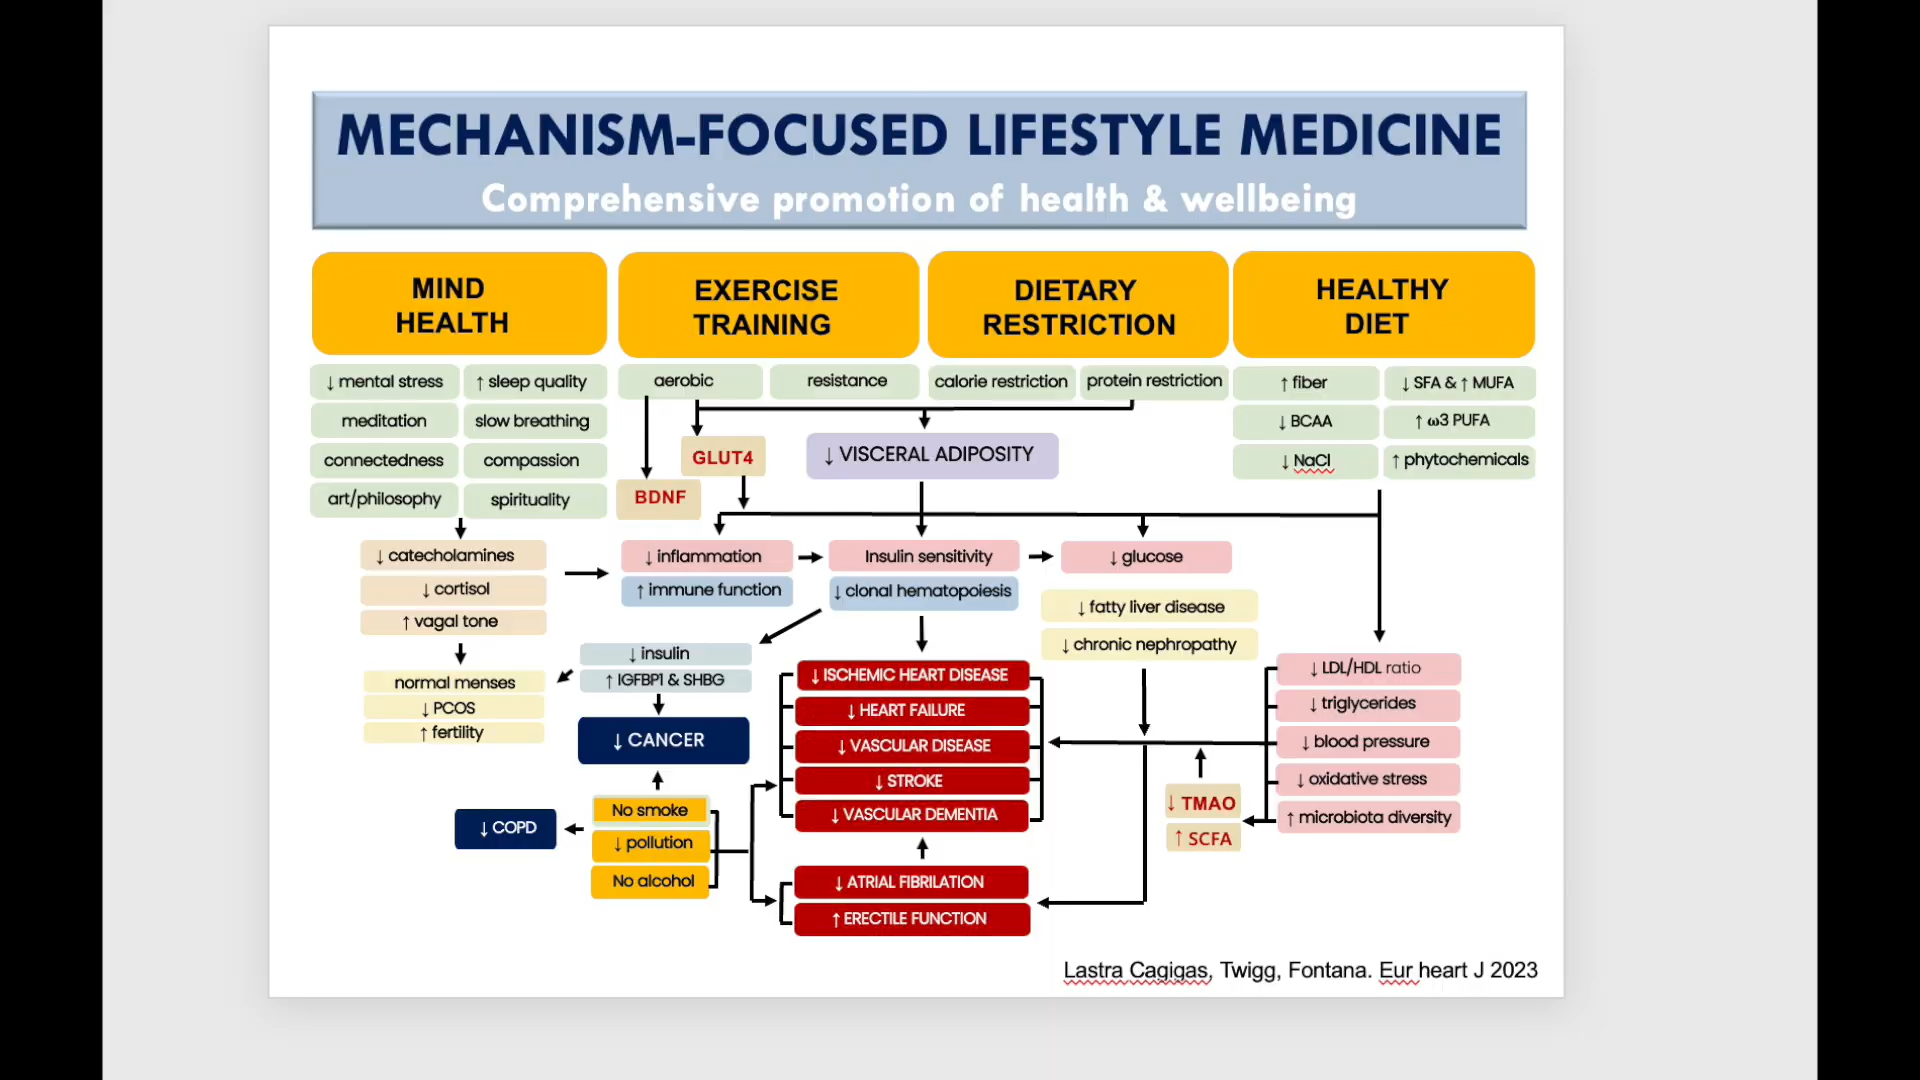 MECHANISM-FOCUSED LIFESTYLE MEDICINE
Comprehensive promotion of health & wellbeing
MIND
HEALTH
EXERCISE
TRAINING
DIETARY
RESTRICTION
HEALTHY
DIET
↓ mental stress
↑ sleep quality
meditation
slow breathing
connectedness
compassion
art/philosophy
spirituality
aerobic
resistance
calorie restriction
protein restriction
↑ fiber
↓ SFA & ↑ MUFA
↓ BCAA
↑ ω3 PUFA
↓ NaCl
↑ phytochemicals
GLUT4
BDNF
↓ VISCERAL ADIPOSITY
↓ catecholamines
↓ cortisol
↑ vagal tone
↓ inflammation
↑ immune function
Insulin sensitivity
↓ clonal hematopoiesis
↓ glucose
↓ fatty liver disease
↓ chronic nephropathy
normal menses
↓ PCOS
↑ fertility
↓ insulin
↑ IGFBP1 & SHBG
↓ CANCER
↓ COPD
No smoke
↓ pollution
No alcohol
↓ ISCHEMIC HEART DISEASE
↓ HEART FAILURE
↓ VASCULAR DISEASE
↓ STROKE
↓ VASCULAR DEMENTIA
↓ ATRIAL FIBRILATION
↑ ERECTILE FUNCTION
↓ LDL/HDL ratio
↓ triglycerides
↓ blood pressure
↓ oxidative stress
↑ microbiota diversity
↓ TMAO
↑ SCFA
Lastra Cagigas, Twigg, Fontana. Eur heart J 2023